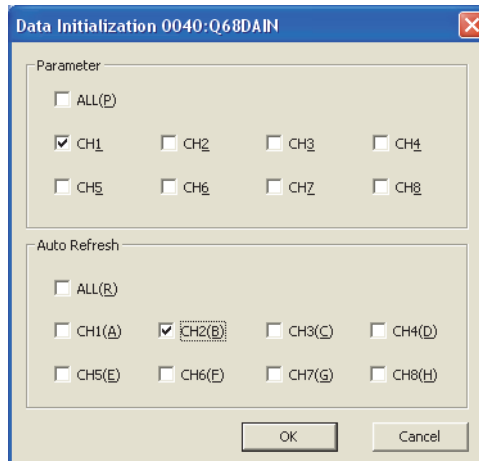 Data Initialization 0040:Q68DAIN
Parameter
ALL(P)
CH1 CH2 CH3 CH4
CH5 CH6 CH7 CH8
Auto Refresh
ALL(R)
CH1(A) CH2(B) CH3(C) CH4(D)
CH5(E) CH6(F) CH7(G) CH8(H)
OK Cancel